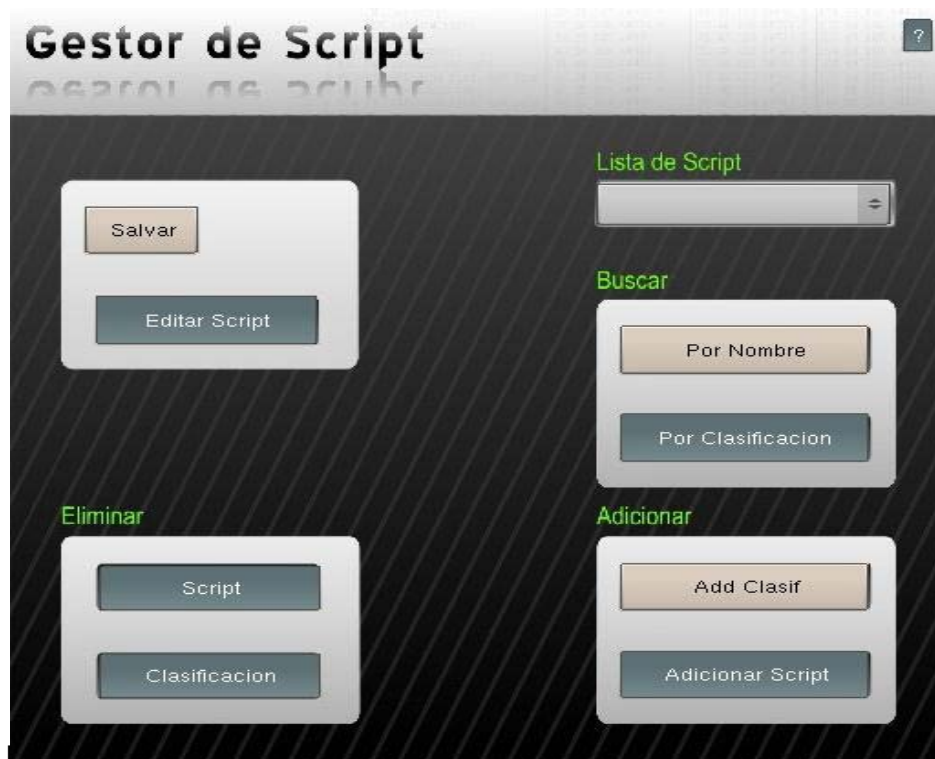 Gestor de Script
?
Lista de Script
Salvar
Editar Script
Buscar
Por Nombre
Por Clasificacion
Eliminar
Script
Clasificacion
Adicionar
Add Clasif
Adicionar Script